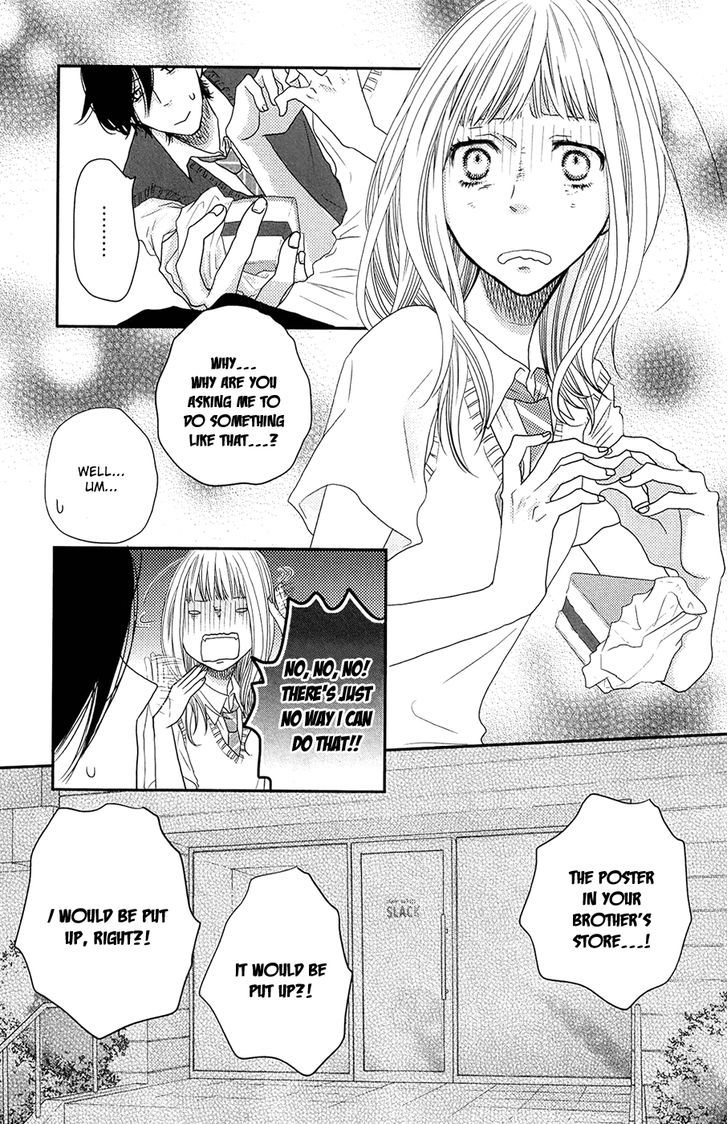 .........
WHY...
WHY ARE YOU
ASKING ME TO
DO SOMETHING
LIKE THAT...?
WELL...
UM...
NO, NO, NO!
THERE'S JUST
NO WAY I CAN
DO THAT!!
THE POSTER
IN YOUR
BROTHER'S
STORE...!
IT WOULD BE
PUT UP?!
I WOULD BE PUT
UP, RIGHT?!
SLACK